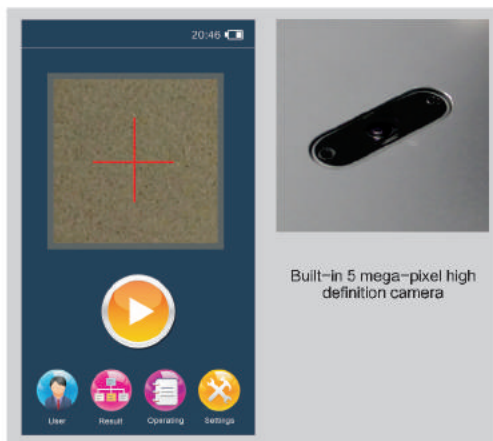 20:46
User Result Operating Settings
Built-in 5 mega-pixel high
definition camera